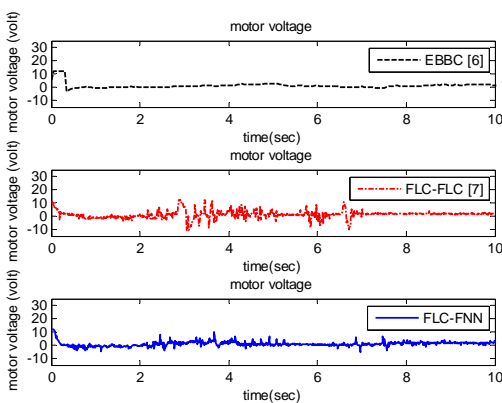 motor voltage
motor voltage (volt)
30
20
10
0
-10
EBBC [6]
0 2 4 6 8 10
time(sec)
motor voltage
motor voltage (volt)
30
20
10
0
-10
FLC-FLC [7]
0 2 4 6 8 10
time(sec)
motor voltage
motor voltage (volt)
30
20
10
0
-10
FLC-FNN
0 2 4 6 8 10
time(sec)